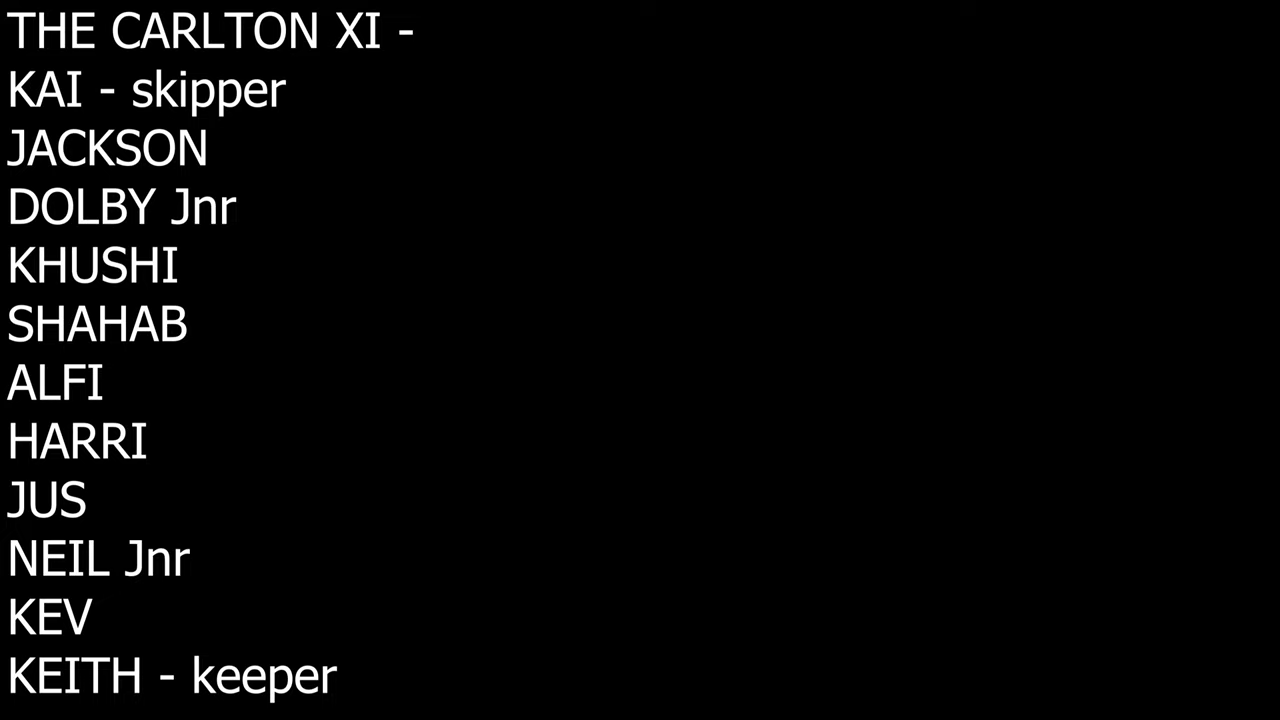 THE CARLTON XI -
KAI - skipper
JACKSON
DOLBY Jnr
KHUSHI
SHAHAB
ALFI
HARRI
JUS
NEIL Jnr
KEV
KEITH - keeper